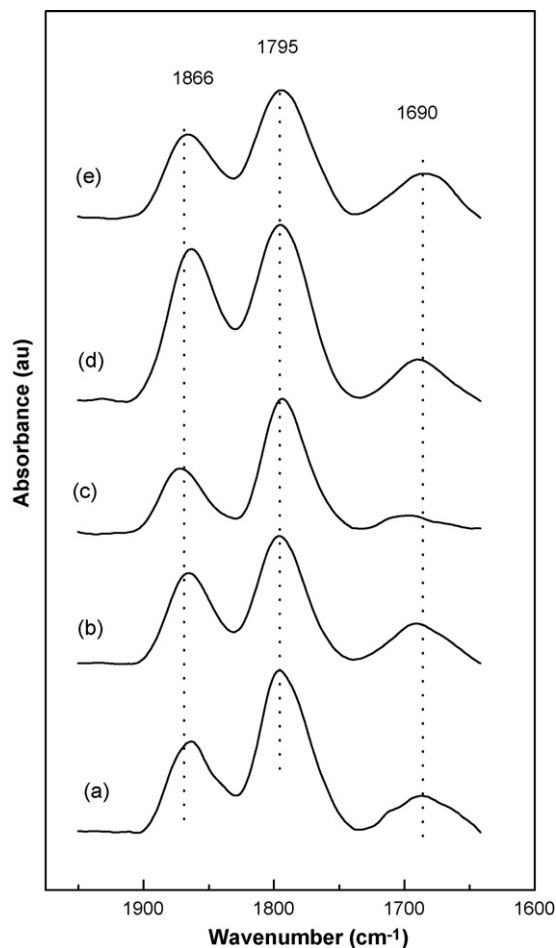 1795
1866
1690
(e)
(d)
(c)
(b)
(a)
Absorbance (au)
1900 1800 1700 1600
Wavenumber (cm-1)